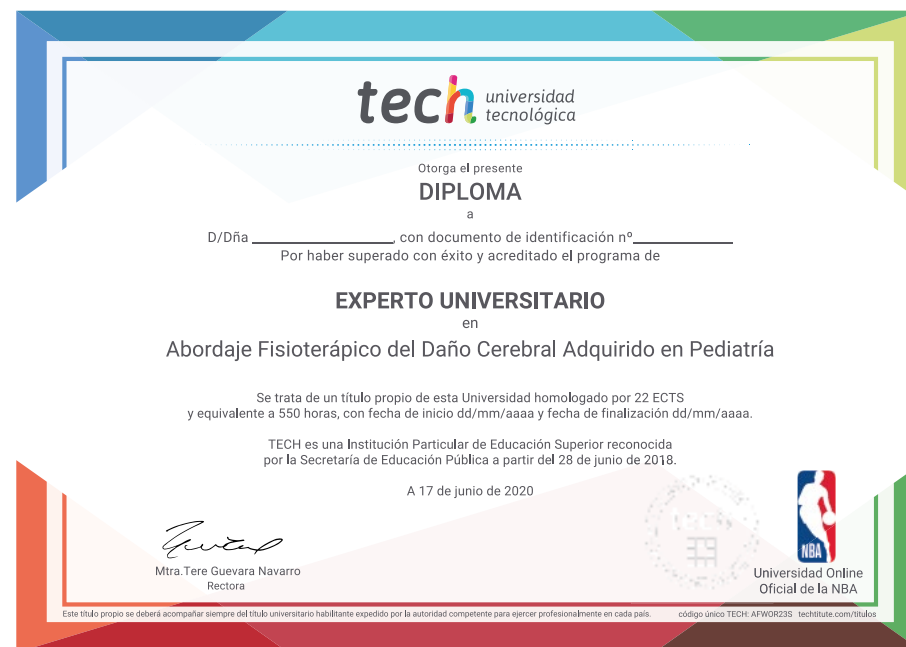 tech universidad
tecnológica
Otorga el presente
DIPLOMA
a
D/Dña ____________________, con documento de identificación nº______________
Por haber superado con éxito y acreditado el programa de
EXPERTO UNIVERSITARIO
en
Abordaje Fisioterápico del Daño Cerebral Adquirido en Pediatría
Se trata de un título propio de esta Universidad homologado por 22 ECTS
y equivalente a 550 horas, con fecha de inicio dd/mm/aaaa y fecha de finalización dd/mm/aaaa.
TECH es una Institución Particular de Educación Superior reconocida
por la Secretaría de Educación Pública a partir del 28 de junio de 2018.
A 17 de junio de 2020
Mtra.Tere Guevara Navarro
Rectora
NBA
Universidad Online
Oficial de la NBA
Este título propio se deberá acompañar siempre del título universitario habilitante expedido por la autoridad competente para ejercer profesionalmente en cada país. código único TECH: AFWOR23S techtitute.com/titulos